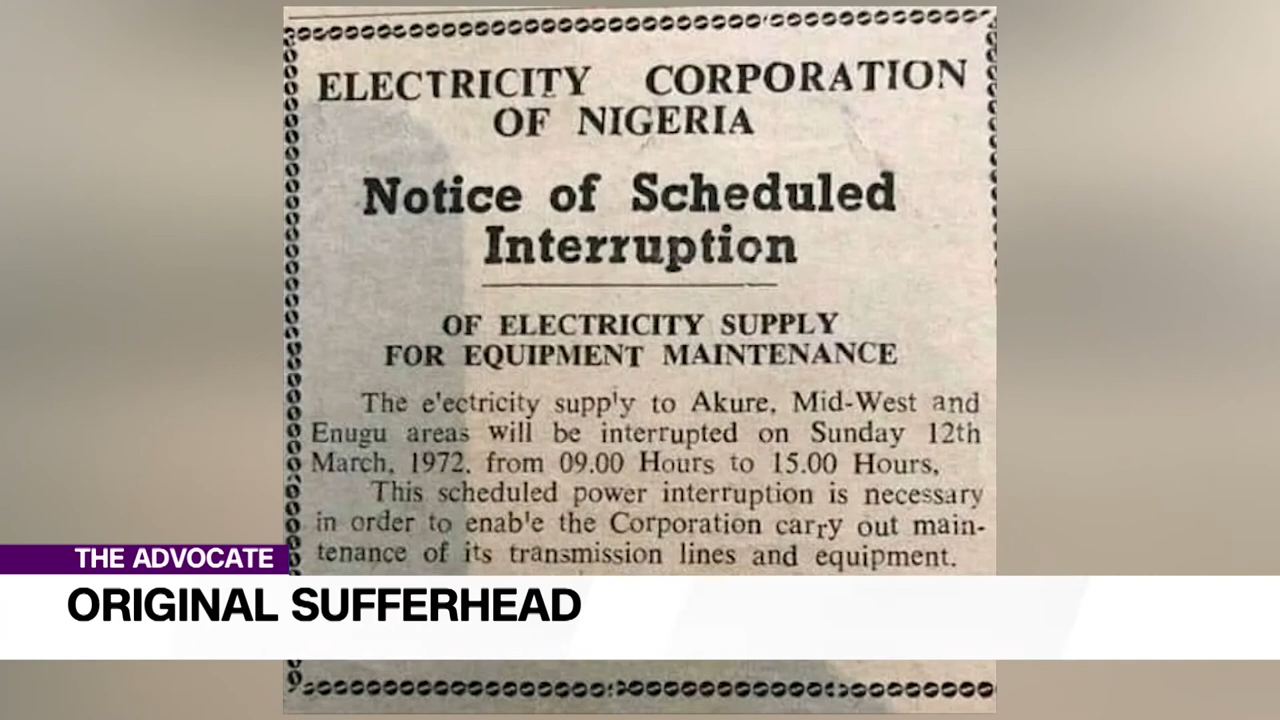 ELECTRICITY CORPORATION
OF NIGERIA
Notice of Scheduled
Interruption
OF ELECTRICITY SUPPLY
FOR EQUIPMENT MAINTENANCE
The e'ectricity supp'y to Akure, Mid-West and
Enugu areas will be interrupted on Sunday 12th
March, 1972, from 09.00 Hours to 15.00 Hours,
This scheduled power interruption is necessary
in order to enab'e the Corporation carry out main-
tenance of its transmission lines and equipment.
THE ADVOCATE
ORIGINAL SUFFERHEAD